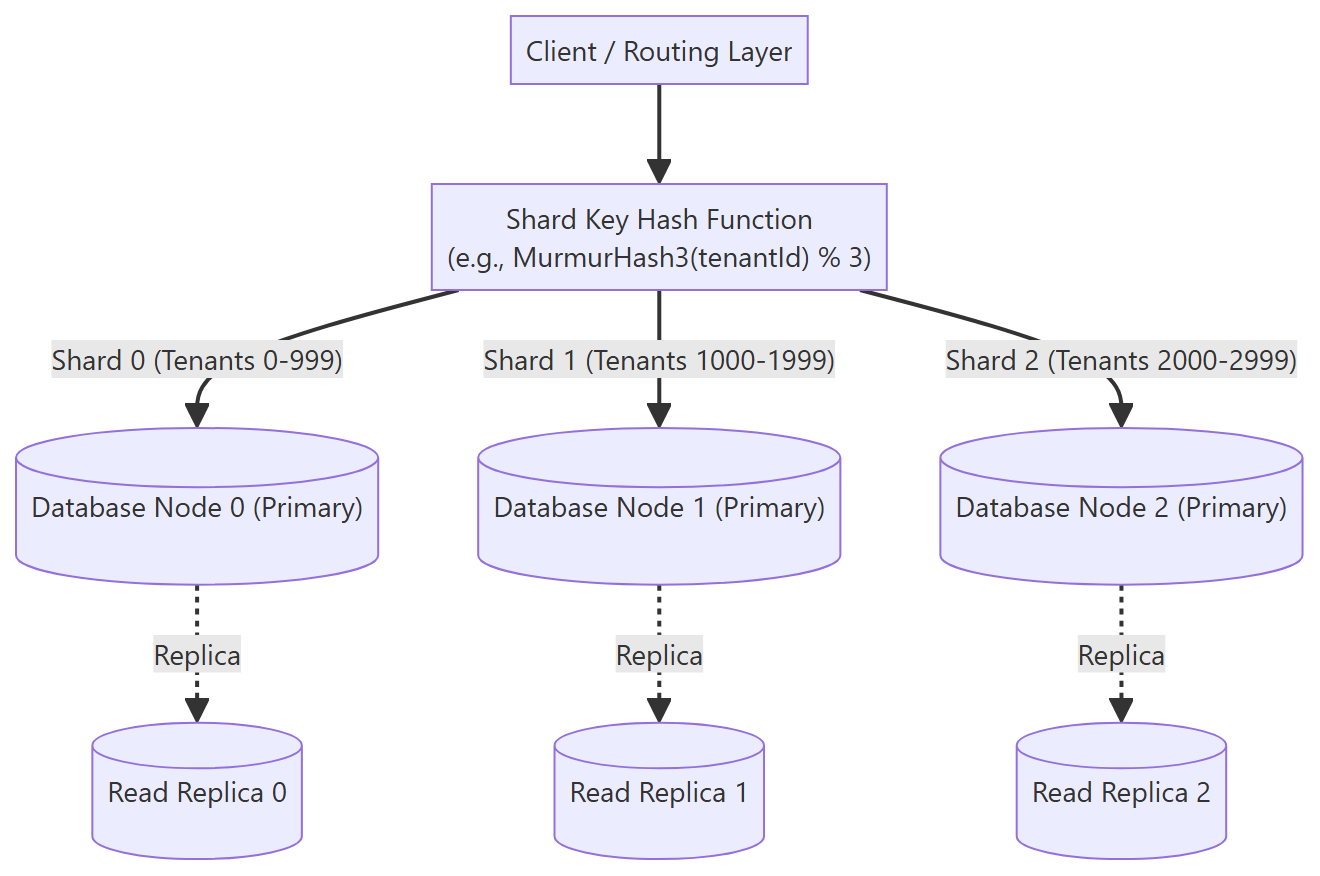 Client / Routing Layer
Shard Key Hash Function
(e.g., MurmurHash3(tenantId) % 3)
Shard 0 (Tenants 0-999)
Shard 1 (Tenants 1000-1999)
Shard 2 (Tenants 2000-2999)
Database Node 0 (Primary)
Database Node 1 (Primary)
Database Node 2 (Primary)
Replica
Replica
Replica
Read Replica 0
Read Replica 1
Read Replica 2